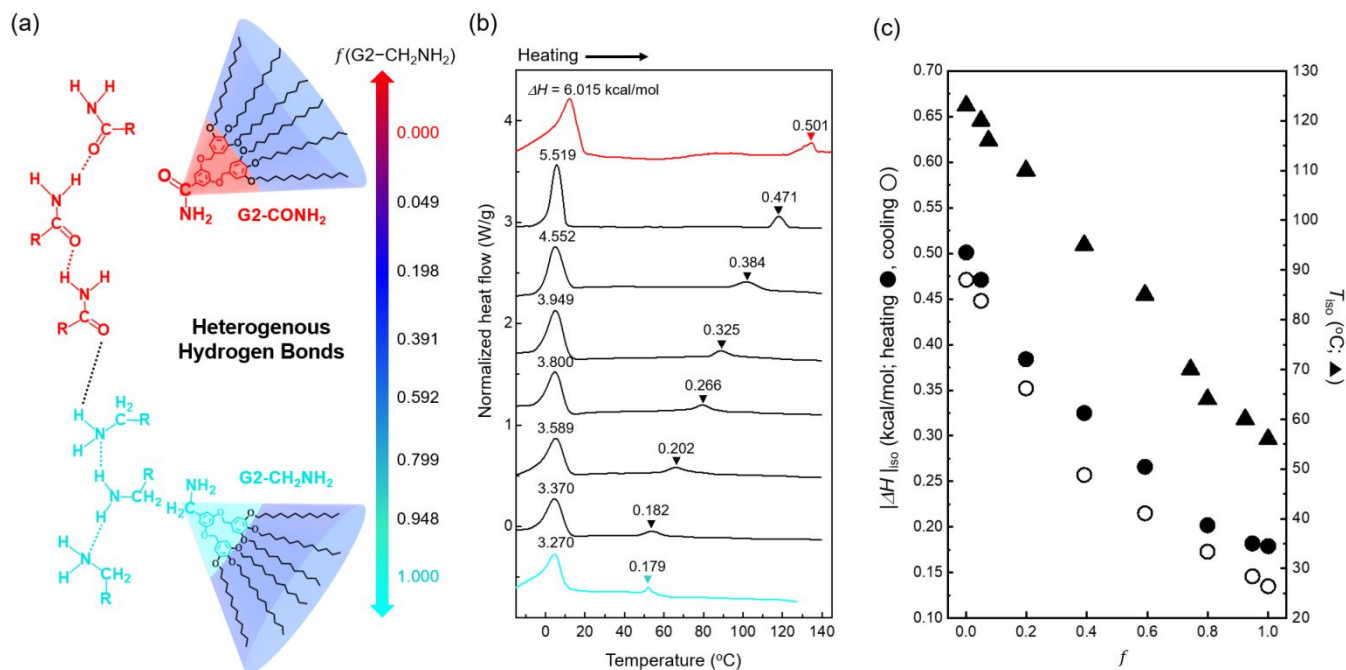 (a)
f(G2−CH₂NH₂)
0.000
0.049
0.198
0.391
0.592
0.799
0.948
1.000
H
H
N
C
R
O
H
H
N
C
R
O
H
H
N
C
R
O
O
NH₂
G2-CONH₂
Heterogenous
Hydrogen Bonds
H
H
N
H₂
C
R
H
H
N
R
CH₂
H
H
N
CH₂
R
G2-CH₂NH₂
NH₂
H₂C
(b)
Heating
ΔH = 6.015 kcal/mol
0.501
5.519
0.471
4.552
0.384
3.949
0.325
3.800
0.266
3.589
0.202
3.370
0.182
3.270
0.179
Normalized heat flow (W/g)
4
3
2
1
0
0 20 40 60 80 100 120 140
Temperature (°C)
(c)
|ΔH|iso (kcal/mol; heating ●, cooling ○)
0.70
0.65
0.60
0.55
0.50
0.45
0.40
0.35
0.30
0.25
0.20
0.15
0.10
0.0 0.2 0.4 0.6 0.8 1.0
f
130
120
110
100
90
80
70
60
50
40
30
20
Tiso (°C; ▲)